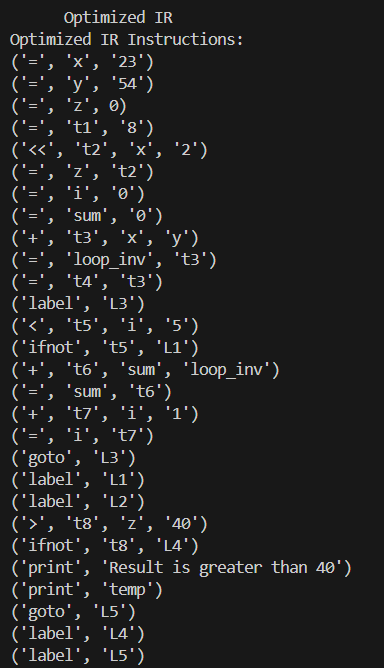 Optimized IR
Optimized IR Instructions:
('=', 'x', '23')
('=', 'y', '54')
('=', 'z', 0)
('=', 't1', '8')
('<<', 't2', 'x', '2')
('=', 'z', 't2')
('=', 'i', '0')
('=', 'sum', '0')
('+', 't3', 'x', 'y')
('=', 'loop_inv', 't3')
('=', 't4', 't3')
('label', 'L3')
('<', 't5', 'i', '5')
('ifnot', 't5', 'L1')
('+', 't6', 'sum', 'loop_inv')
('=', 'sum', 't6')
('+', 't7', 'i', '1')
('=', 'i', 't7')
('goto', 'L3')
('label', 'L1')
('label', 'L2')
('>', 't8', 'z', '40')
('ifnot', 't8', 'L4')
('print', 'Result is greater than 40')
('print', 'temp')
('goto', 'L5')
('label', 'L4')
('label', 'L5')